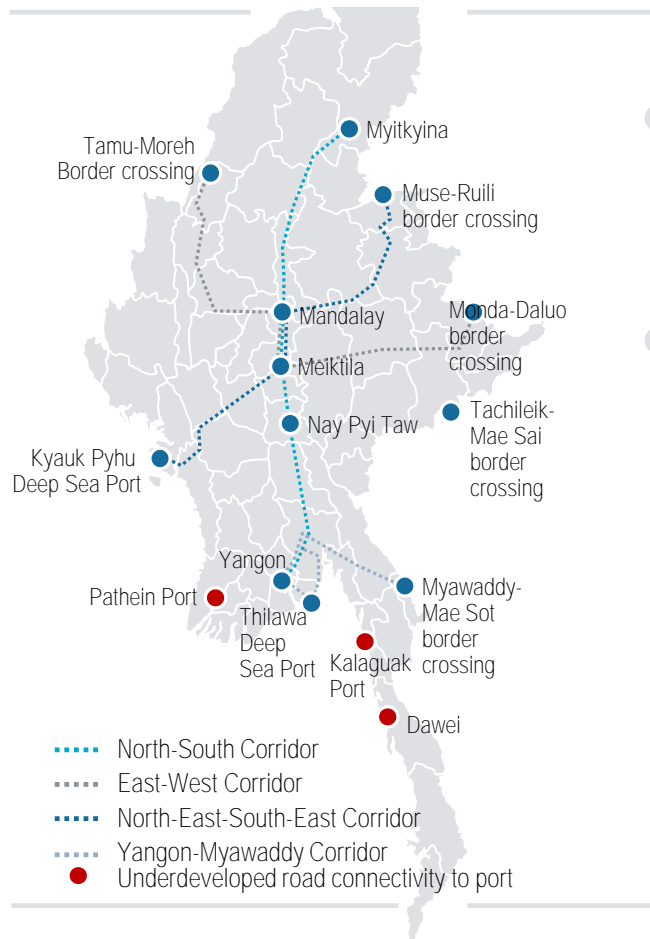 Myitkyina
Tamu-Moreh
Border crossing
Muse-Ruili
border crossing
Mandalay
Monda-Daluo
border
crossing
Meiktila
Nay Pyi Taw
Tachileik-
Mae Sai
border
crossing
Kyauk Pyhu
Deep Sea Port
Yangon
Pathein Port
Thilawa
Deep
Sea Port
Myawaddy-
Mae Sot
border
crossing
Kalaguak
Port
Dawei
North-South Corridor
East-West Corridor
North-East-South-East Corridor
Yangon-Myawaddy Corridor
Underdeveloped road connectivity to port